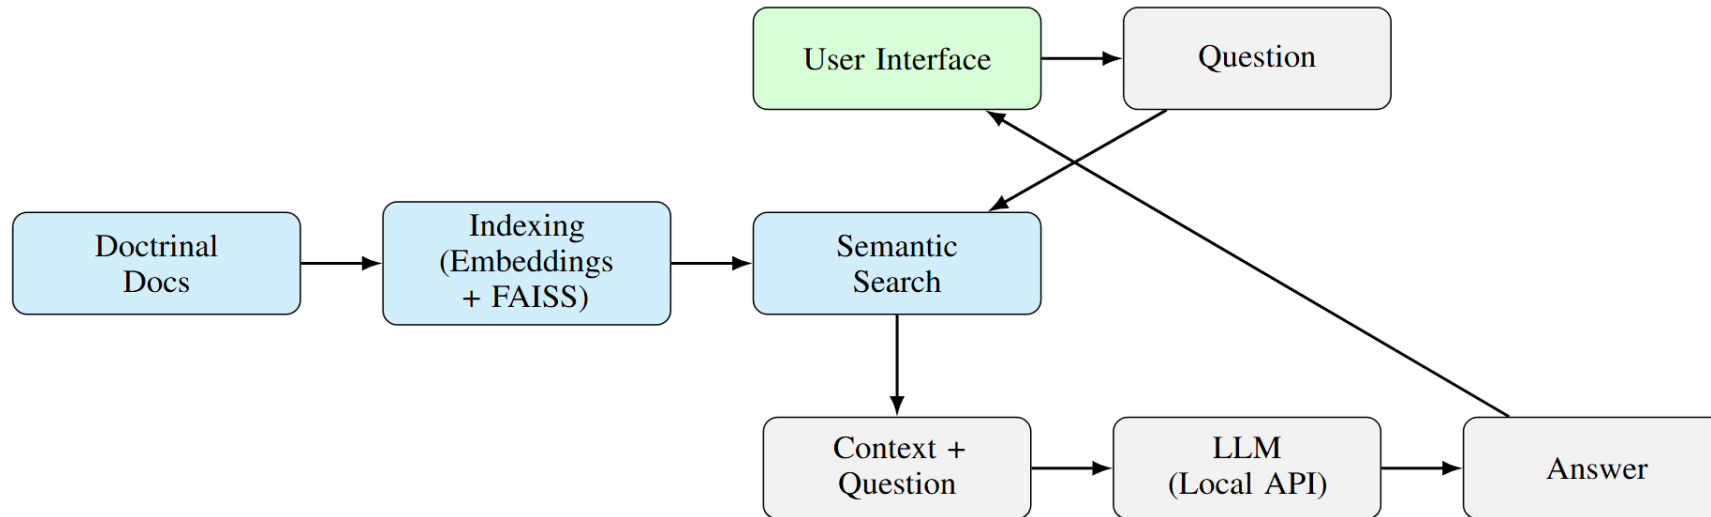 User Interface
Question
Doctrinal
Docs
Indexing
(Embeddings
+ FAISS)
Semantic
Search
Context +
Question
LLM
(Local API)
Answer